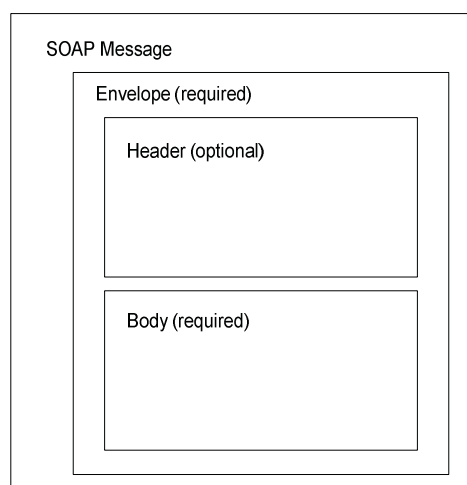 SOAP Message
Envelope (required)
Header (optional)
Body (required)